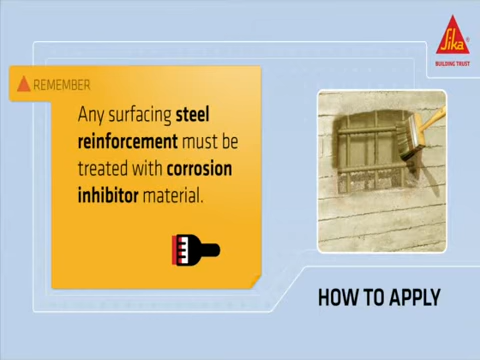 Sika®
BUILDING TRUST
REMEMBER
Any surfacing steel
reinforcement must be
treated with corrosion
inhibitor material.
HOW TO APPLY